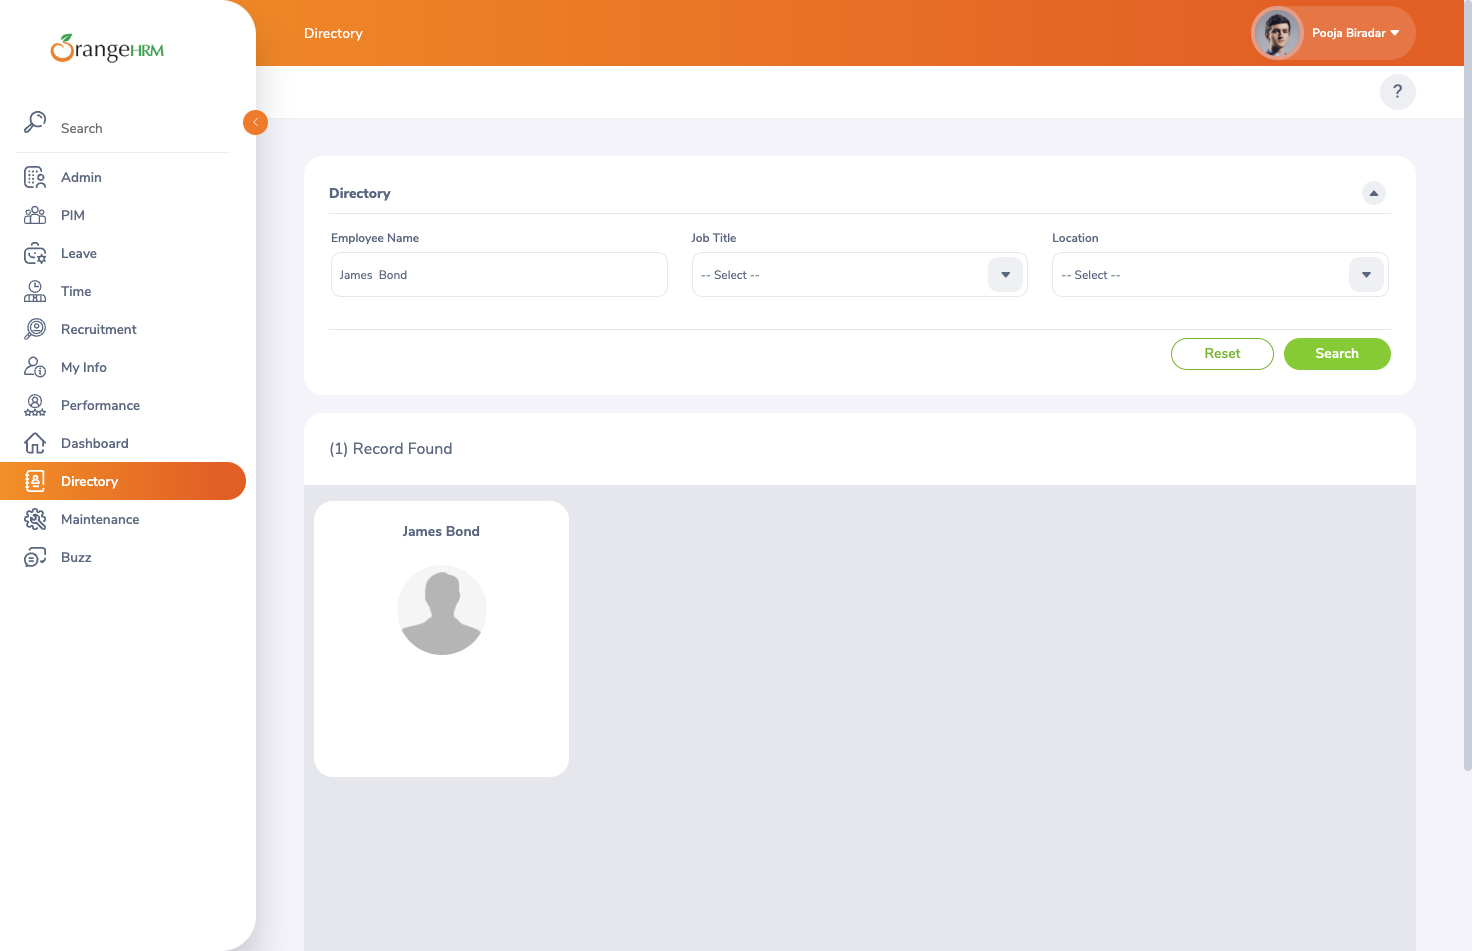 OrangeHRM
Directory
Pooja Biradar
?
Search
Admin
PIM
Leave
Time
Recruitment
My Info
Performance
Dashboard
Directory
Maintenance
Buzz
Directory
Employee Name
Job Title
Location
James  Bond
-- Select --
-- Select --
Reset
Search
(1) Record Found
James Bond